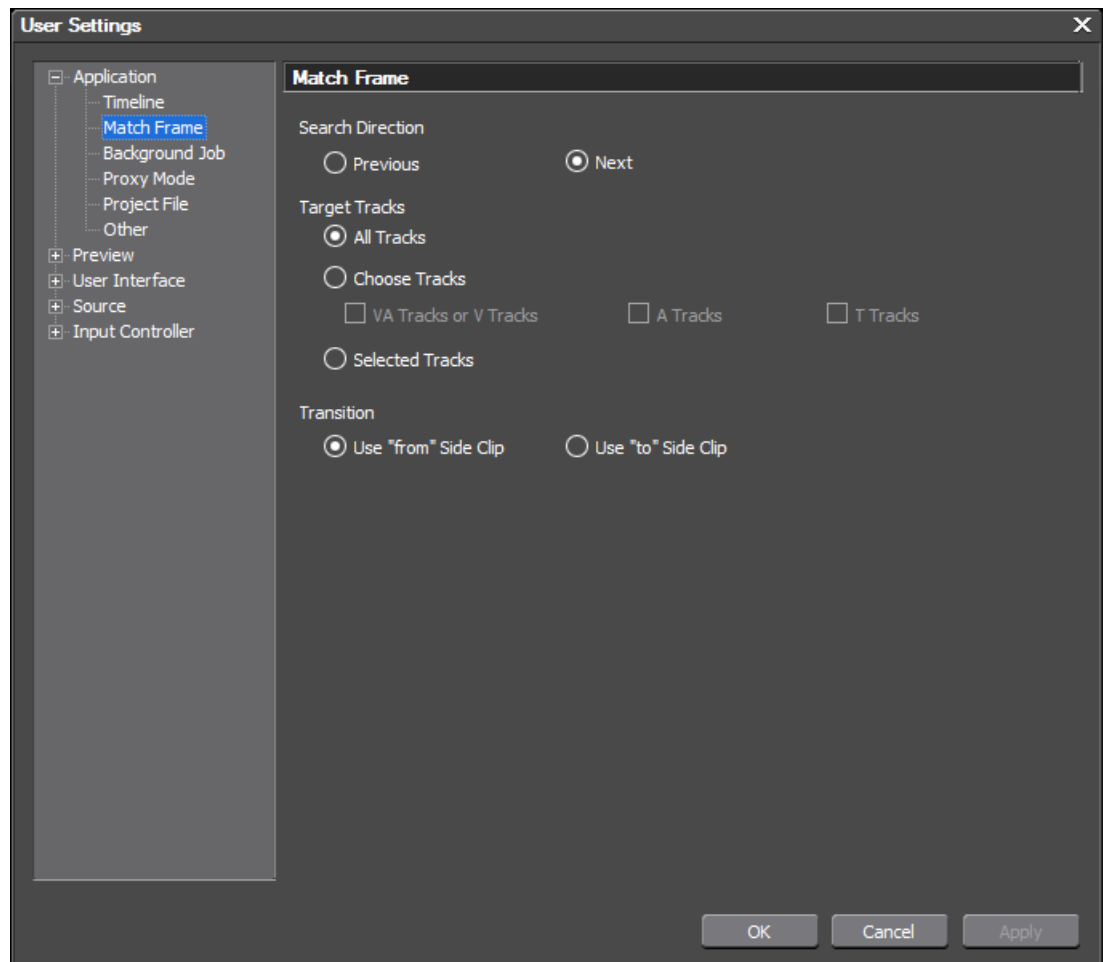 User Settings
Application
Timeline
Match Frame
Background Job
Proxy Mode
Project File
Other
Preview
User Interface
Source
Input Controller
Match Frame
Search Direction
Previous Next
Target Tracks
All Tracks
Choose Tracks
VA Tracks or V Tracks A Tracks T Tracks
Selected Tracks
Transition
Use "from" Side Clip Use "to" Side Clip
OK Cancel Apply